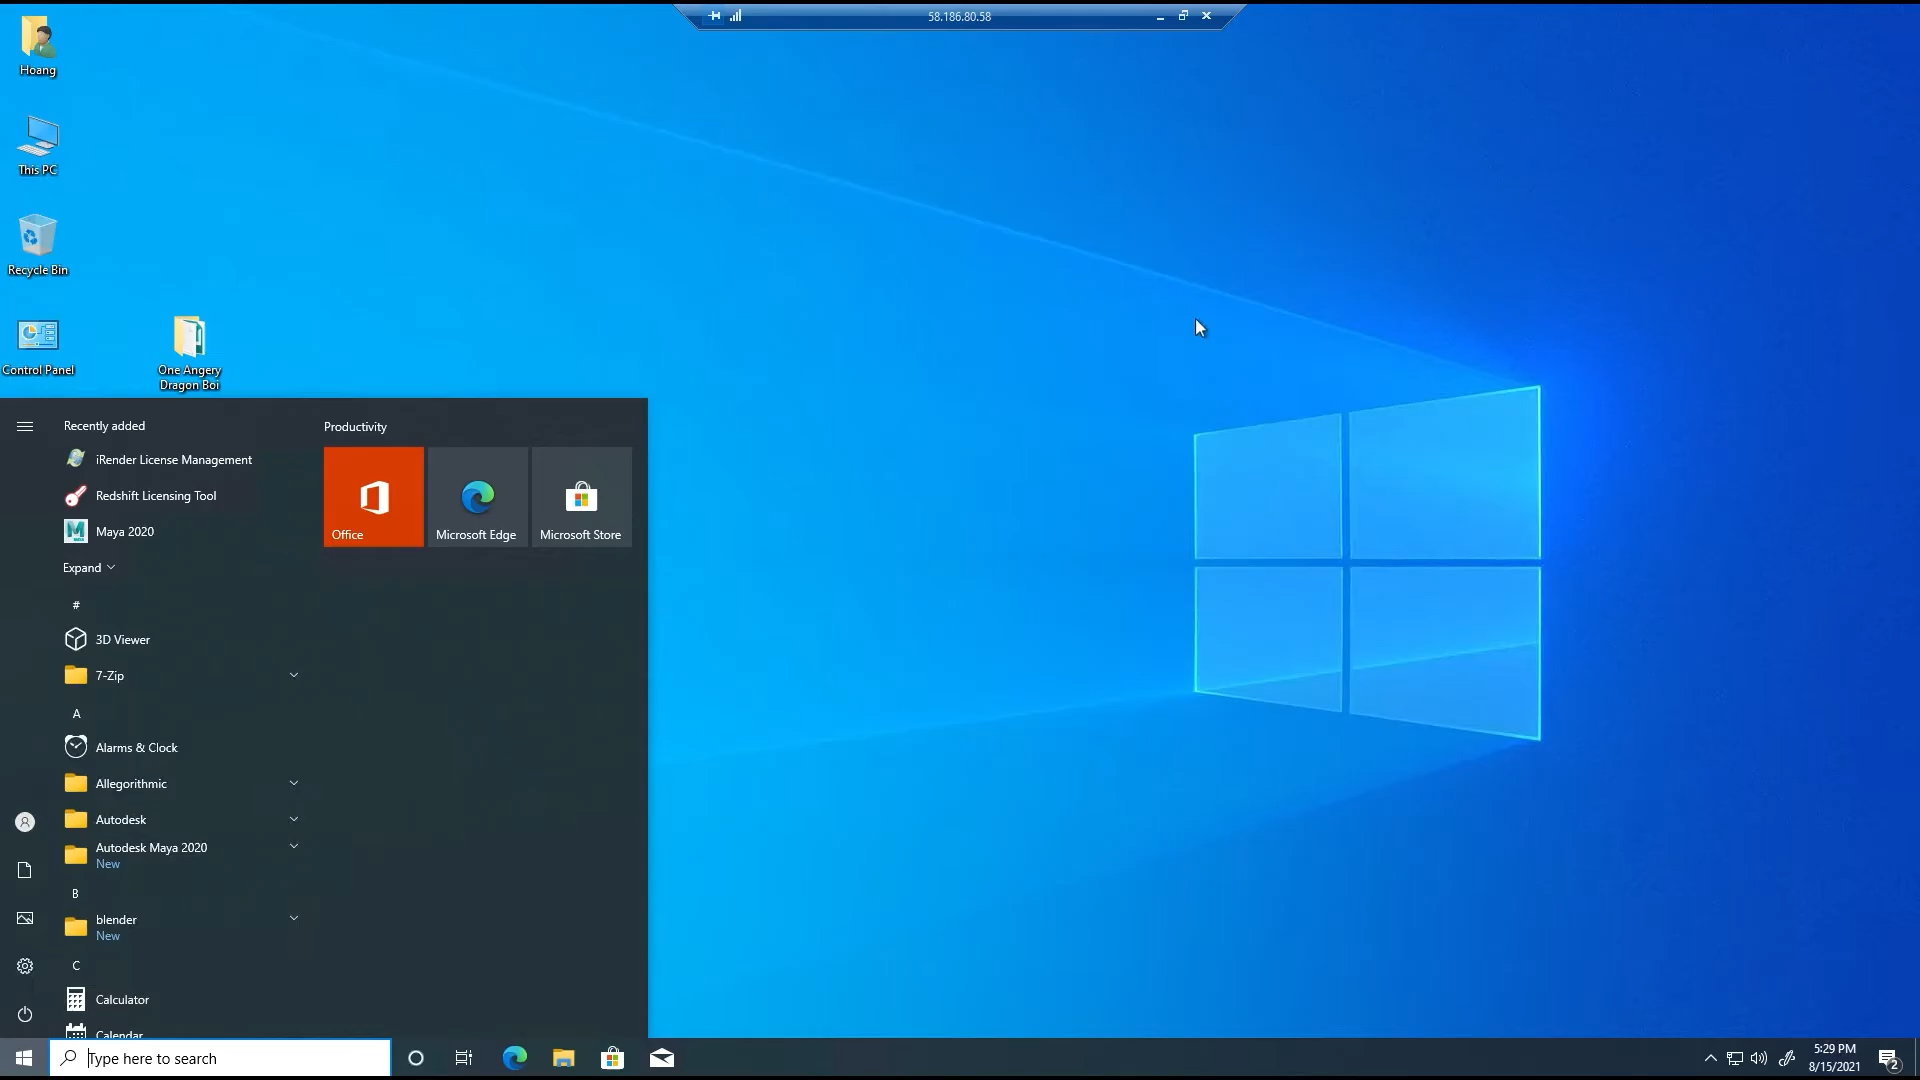 58.186.80.58
Hoang
This PC
Recycle Bin
Control Panel
One Angery
Dragon Boi
Recently added
iRender License Management
Redshift Licensing Tool
Maya 2020
Expand
#
3D Viewer
7-Zip
A
Alarms & Clock
Allegorithmic
Autodesk
Autodesk Maya 2020
New
B
blender
New
C
Calculator
Calendar
Productivity
Office
Microsoft Edge
Microsoft Store
Type here to search
5:29 PM
8/15/2021
2